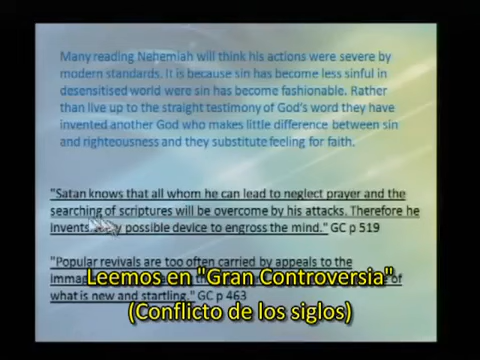 Many reading Nehemiah will think his actions were severe by
modern standards. It is because sin has become less sinful in
desensitised world were sin has become fashionable. Rather
than live up to the straight testimony of God's word they have
invented another God who makes little difference between sin
and righteousness and they substitute feeling for faith.
"Satan knows that all whom he can lead to neglect prayer and the
searching of scriptures will be overcome by his attacks. Therefore he
invents possible device to engross the mind." GC p 519
"Popular revivals are too often carried by appeals to the
of
what is new and startling." GC p 463
Leemos en "Gran Controversia"
(Conflicto de los siglos)